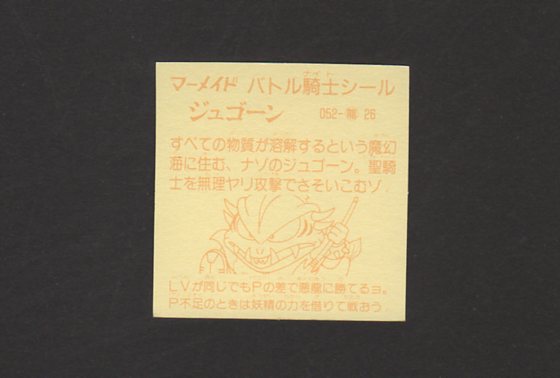 マーメイド バトル騎士シール
ジュゴーン 052-龍 26
すべての物質が溶解するという魔幻
海に住む、ナゾのジュゴーン。聖騎
士を無理ヤリ攻撃でさそいこむゾ.
LVが同じでもPの差で悪魔に勝てるヨ。
P不足のときは妖精の力を借りて戦おう